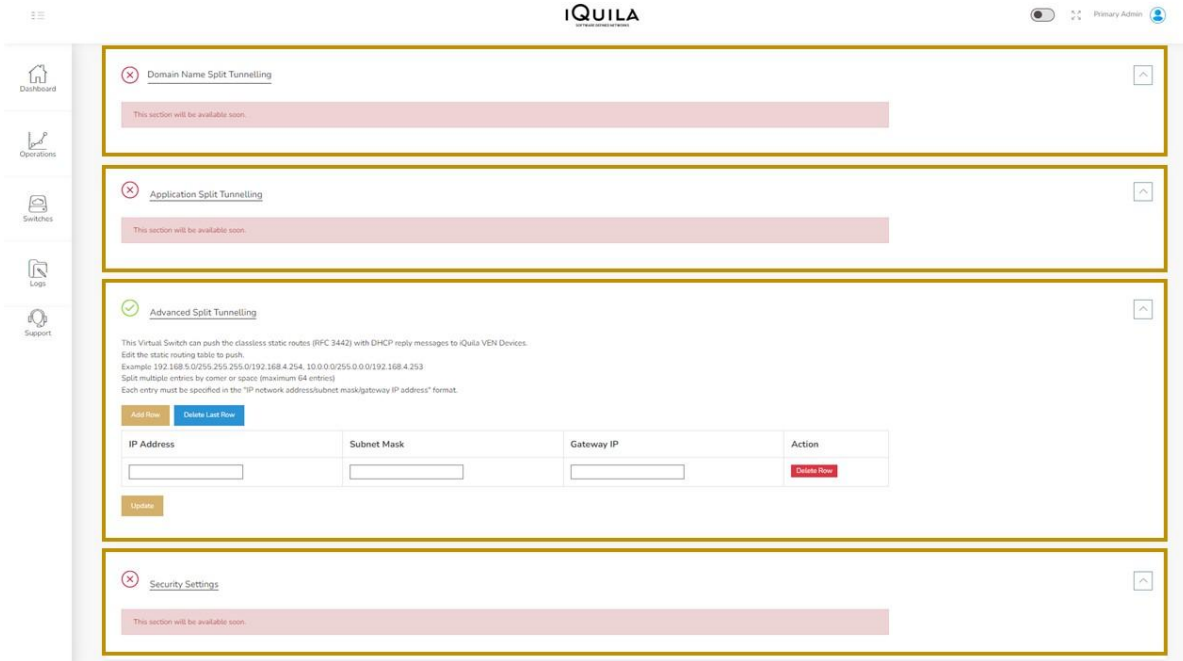 iQUILA
SOFTWARE DEFINED NETWORKS
Primary Admin
Dashboard
Operations
Switches
Logs
Support
Domain Name Split Tunnelling
This section will be available soon.
Application Split Tunnelling
This section will be available soon.
Advanced Split Tunnelling
This Virtual Switch can push the classless static routes (RFC 3442) with DHCP reply messages to iQuila VEN Devices.
Edit the static routing table to push.
Example 192.168.5.0/255.255.255.0/192.168.4.254, 10.0.0.0/255.0.0.0/192.168.4.253
Split multiple entries by comer or space (maximum 64 entries)
Each entry must be specified in the "IP network address/subnet mask/gateway IP address" format.
Add Row Delete Last Row
IP Address Subnet Mask Gateway IP Action
Delete Row
Update
Security Settings
This section will be available soon.